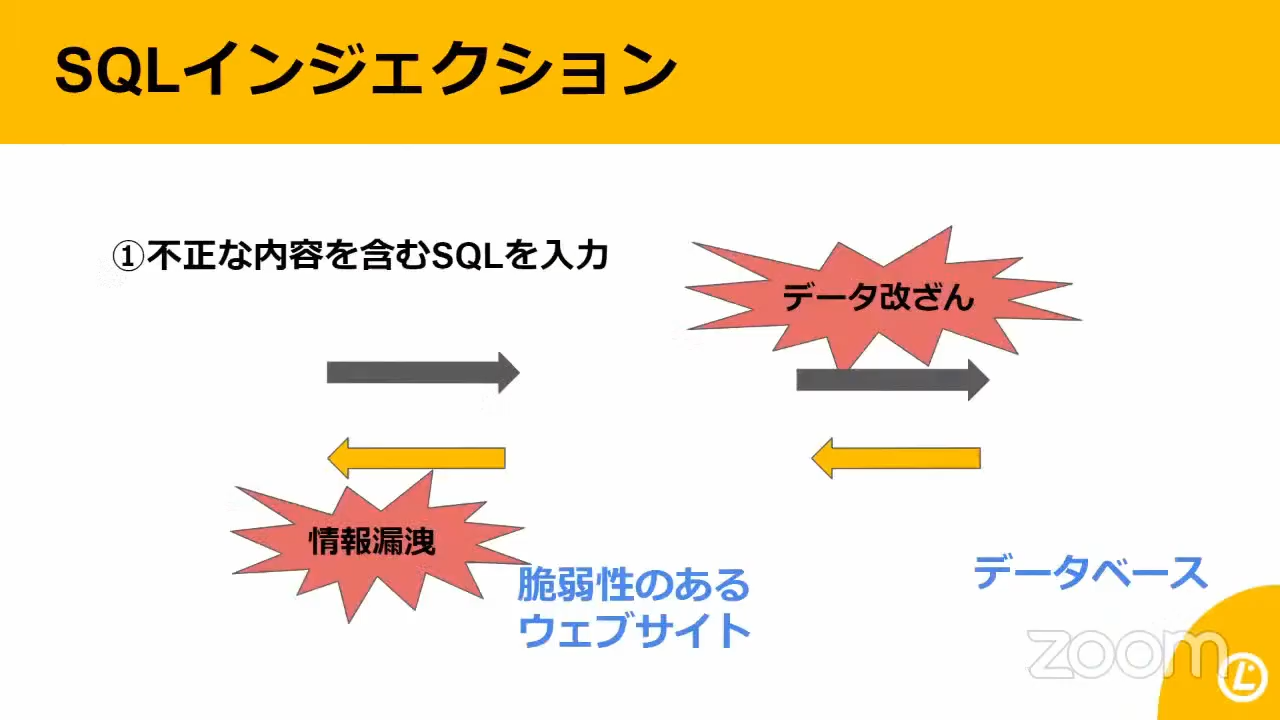 SQLインジェクション
①不正な内容を含むSQLを入力
データ改ざん
情報漏洩
脆弱性のある
ウェブサイト
データベース
zoom
L